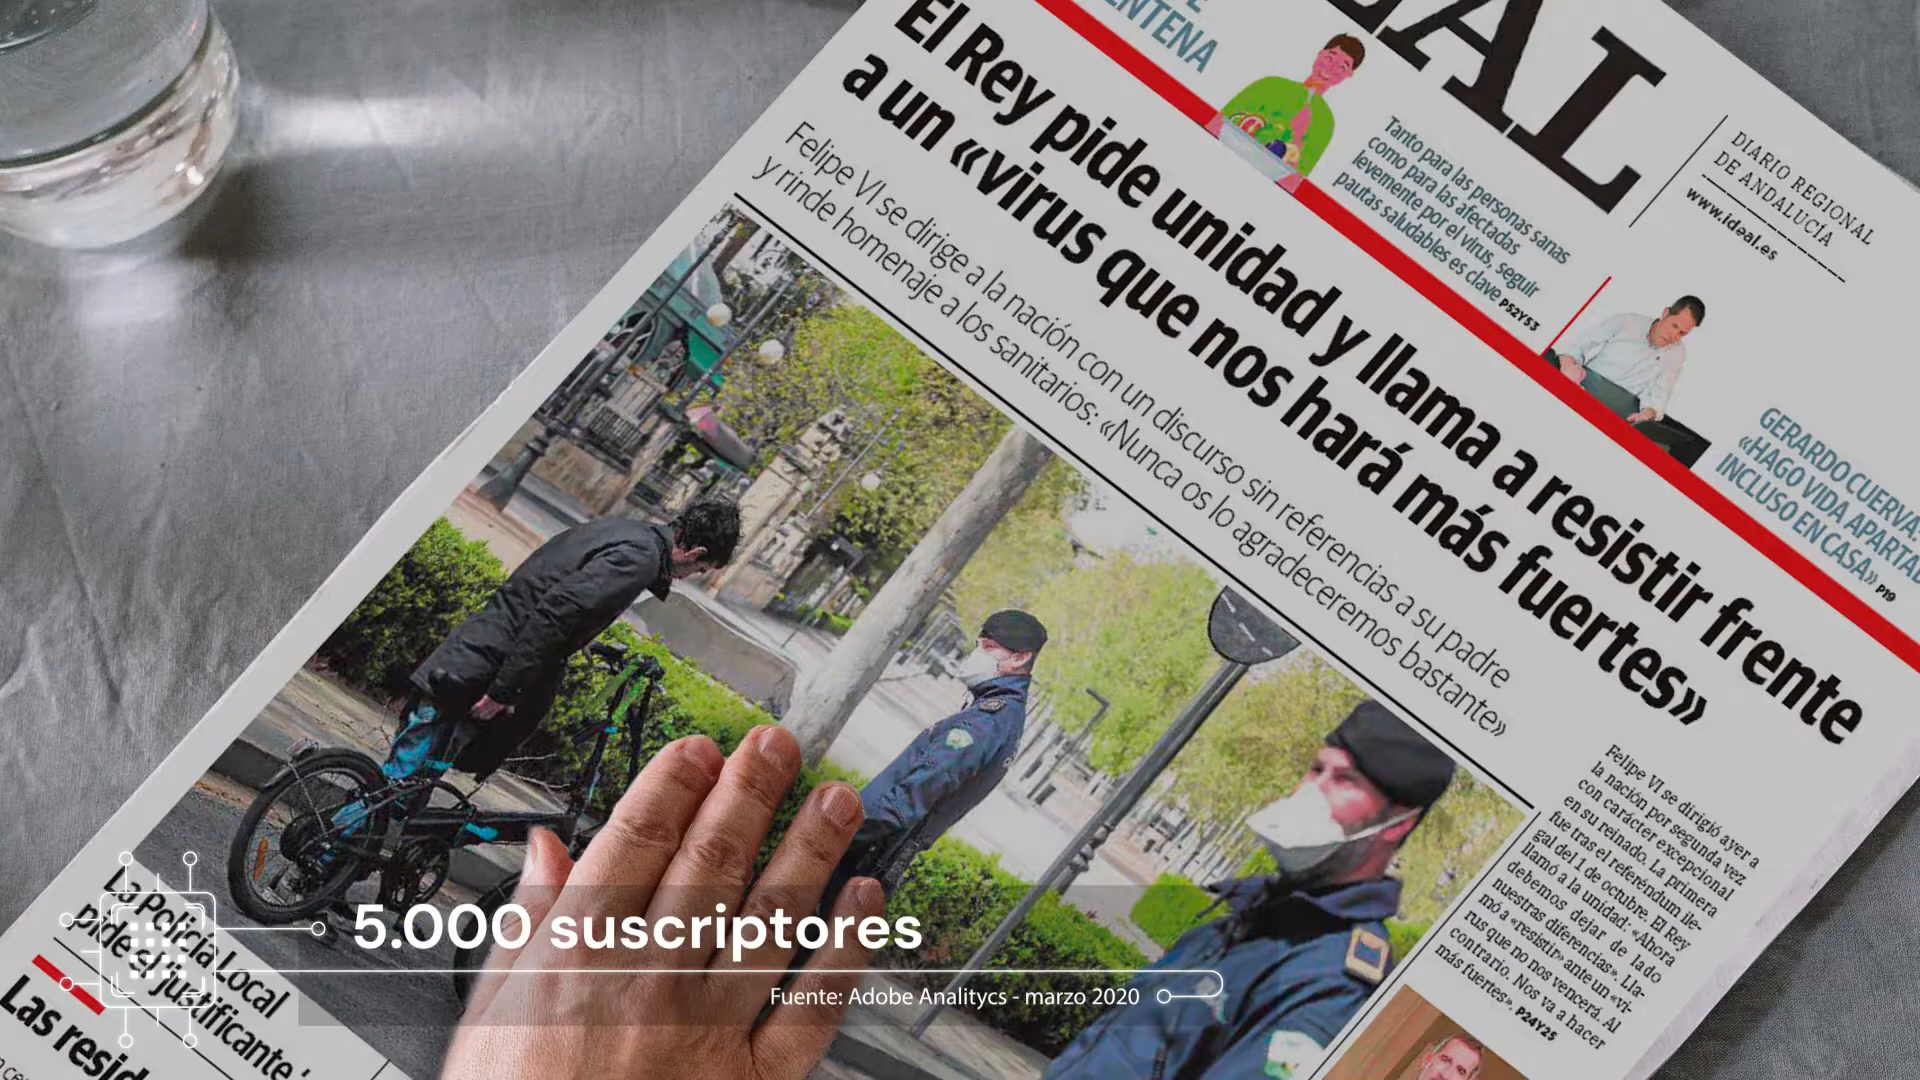 EAL
DIARIO REGIONAL
DE ANDALUCÍA
www.ideal.es
ENTENA
Tanto para las personas sanas
como para las afectadas
levemente por el virus, seguir
pautas saludables es clave P52Y53
GERARDO CUERVA:
«HAGO VIDA APARTAD
INCLUSO EN CASA» P19
El Rey pide unidad y llama a resistir frente
a un «virus que nos hará más fuertes»
Felipe VI se dirige a la nación con un discurso sin referencias a su padre
y rinde homenaje a los sanitarios: «Nunca os lo agradeceremos bastante»
Felipe VI se dirigió ayer a
la nación por segunda vez
con carácter excepcional
en su reinado. La primera
fue tras el referéndum ile-
gal del 1 de octubre. El Rey
llamó a la unidad: «Ahora
debemos dejar de lado
nuestras diferencias». Lla-
mó a «resistir» ante un «vi-
rus que no nos vencerá. Al
contrario. Nos va a hacer
más fuertes». P24Y25
La Policía Local
pide justificante
Las resid
5.000 suscriptores
Fuente: Adobe Analitycs - marzo 2020